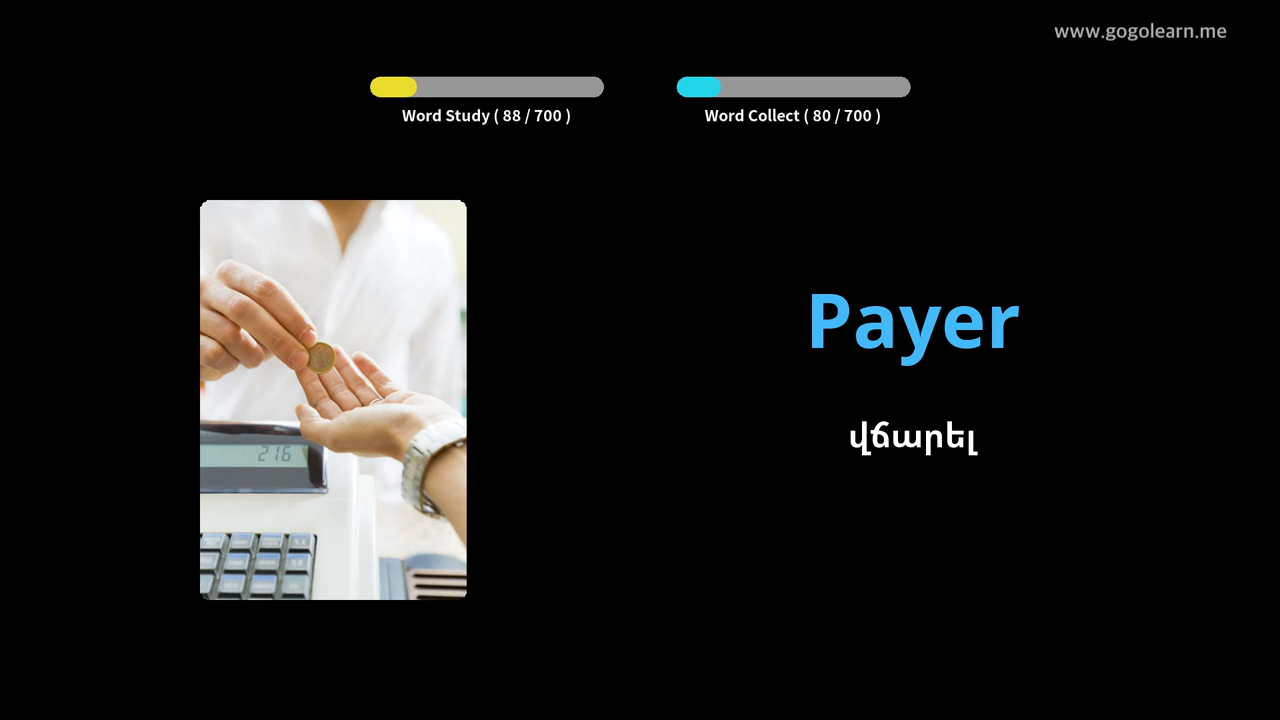 www.gogolearn.me
Word Study ( 88 / 700 )
Word Collect ( 80 / 700 )
Payer
վճարել
216